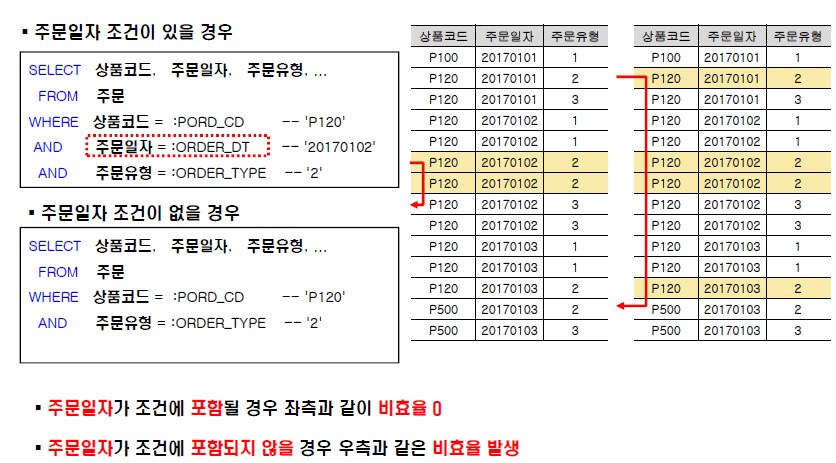 ▪ 주문일자 조건이 있을 경우
SELECT 상품코드, 주문일자, 주문유형, ...
FROM 주문
WHERE 상품코드 = :PORD_CD -- 'P120'
AND 주문일자 = :ORDER_DT -- '20170102'
AND 주문유형 = :ORDER_TYPE -- '2'
▪ 주문일자 조건이 없을 경우
SELECT 상품코드, 주문일자, 주문유형, ...
FROM 주문
WHERE 상품코드 = :PORD_CD -- 'P120'
AND 주문유형 = :ORDER_TYPE -- '2'
상품코드 주문일자 주문유형
P100 20170101 1
P120 20170101 2
P120 20170101 3
P120 20170102 1
P120 20170102 1
P120 20170102 2
P120 20170102 2
P120 20170102 3
P120 20170102 3
P120 20170103 1
P120 20170103 1
P120 20170103 2
P500 20170103 2
P500 20170103 3
상품코드 주문일자 주문유형
P100 20170101 1
P120 20170101 2
P120 20170101 3
P120 20170102 1
P120 20170102 1
P120 20170102 2
P120 20170102 2
P120 20170102 3
P120 20170102 3
P120 20170103 1
P120 20170103 1
P120 20170103 2
P500 20170103 2
P500 20170103 3
▪ 주문일자가 조건에 포함될 경우 좌측과 같이 비효율 0
▪ 주문일자가 조건에 포함되지 않을 경우 우측과 같은 비효율 발생